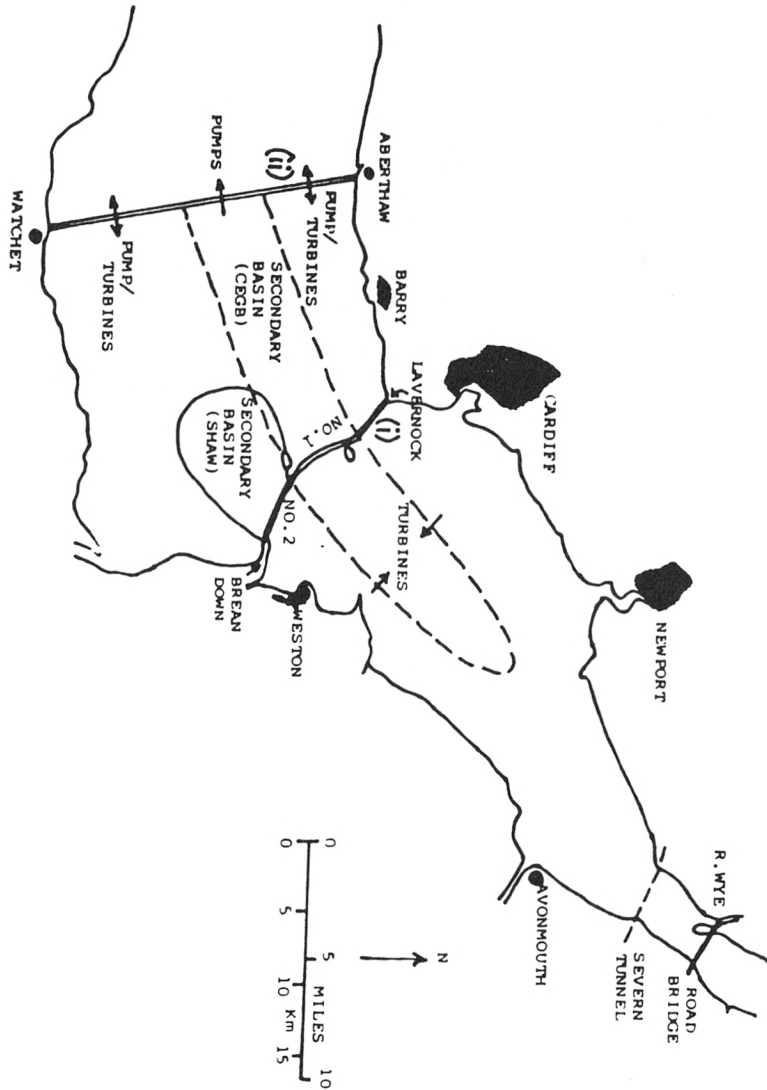 ABERTHAW
(ii)
PUMP/
TURBINES
PUMPS
PUMP/
TURBINES
WATCHET
BARRY
SECONDARY
BASIN
(CEGB)
LAVERNOCK
CARDIFF
(i)
NO.1
SECONDARY
BASIN
(SHAW)
NO.2
TURBINES
BREAN
DOWN
WESTON
NEWPORT
R.WYE
ROAD
BRIDGE
SEVERN
TUNNEL
AVONMOUTH
N
0 5 10
MILES
0 5 10 15
Km